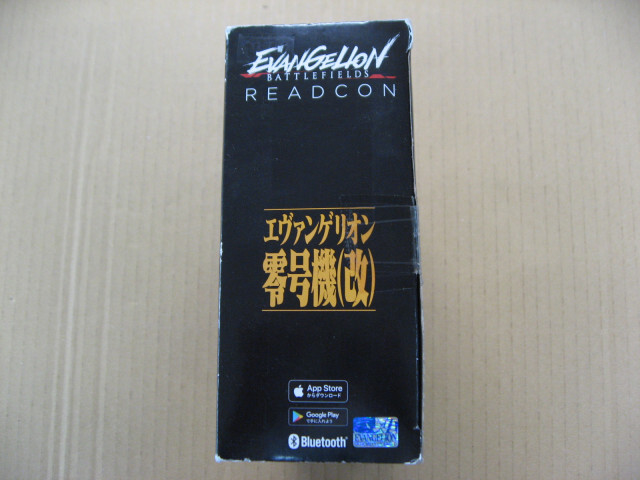 EVANGELION
BATTLEFIELDS
READCON
エヴァンゲリオン
零号機(改)
App Store
からダウンロード
Google Play
で手に入れよう
Bluetooth®
EVANGELION